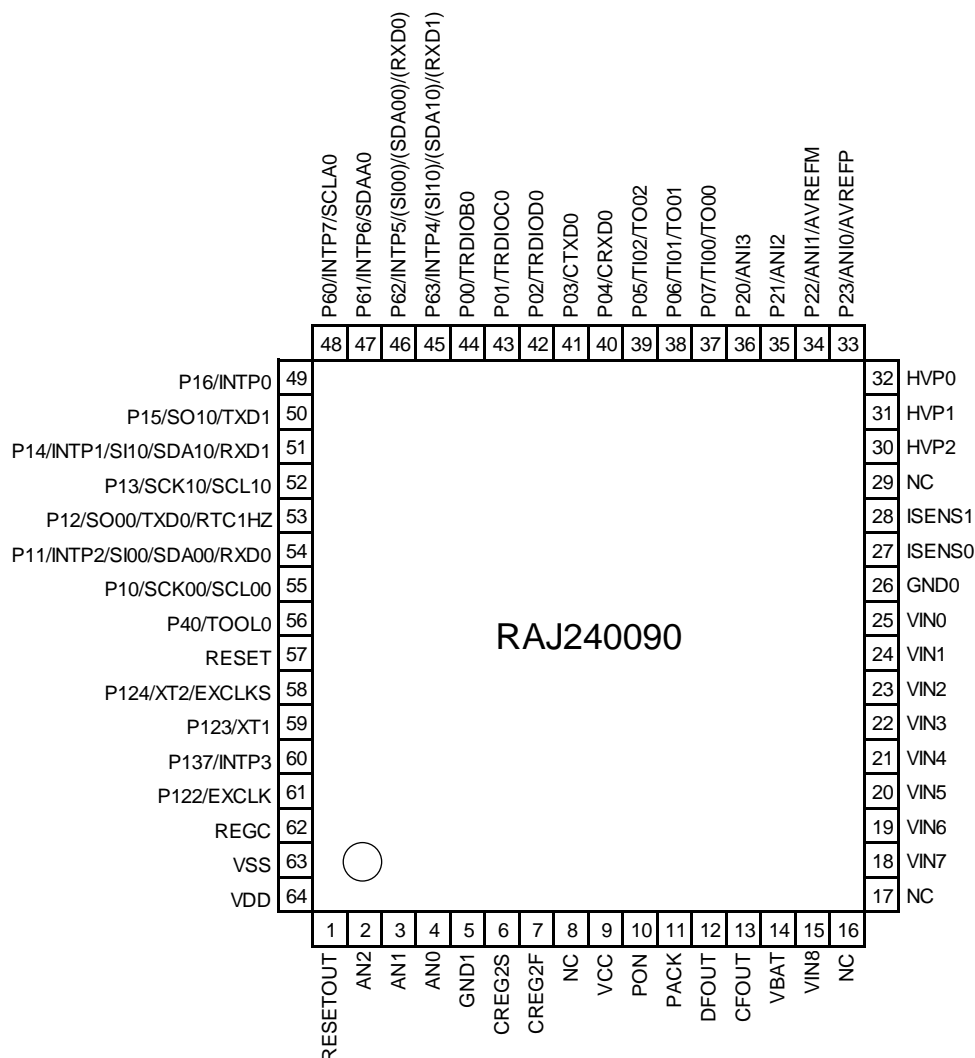 P60/INTP7/SCLA0
P61/INTP6/SDAA0
P62/INTP5/(SI00)/(SDA00)/(RXD0)
P63/INTP4/(SI10)/(SDA10)/(RXD1)
P00/TRDIOB0
P01/TRDIOC0
P02/TRDIOD0
P03/CTXD0
P04/CRXD0
P05/TI02/TO02
P06/TI01/TO01
P07/TI00/TO00
P20/ANI3
P21/ANI2
P22/ANI1/AVREFM
P23/ANI0/AVREFP
48 47 46 45 44 43 42 41 40 39 38 37 36 35 34 33
P16/INTP0 49
P15/SO10/TXD1 50
P14/INTP1/SI10/SDA10/RXD1 51
P13/SCK10/SCL10 52
P12/SO00/TXD0/RTC1HZ 53
P11/INTP2/SI00/SDA00/RXD0 54
P10/SCK00/SCL00 55
P40/TOOL0 56
RESET 57
P124/XT2/EXCLKS 58
P123/XT1 59
P137/INTP3 60
P122/EXCLK 61
REGC 62
VSS 63
VDD 64
RAJ240090
32 HVP0
31 HVP1
30 HVP2
29 NC
28 ISENS1
27 ISENS0
26 GND0
25 VIN0
24 VIN1
23 VIN2
22 VIN3
21 VIN4
20 VIN5
19 VIN6
18 VIN7
17 NC
1 2 3 4 5 6 7 8 9 10 11 12 13 14 15 16
RESETOUT
AN2
AN1
AN0
GND1
CREG2S
CREG2F
NC
VCC
PON
PACK
DFOUT
CFOUT
VBAT
VIN8
NC